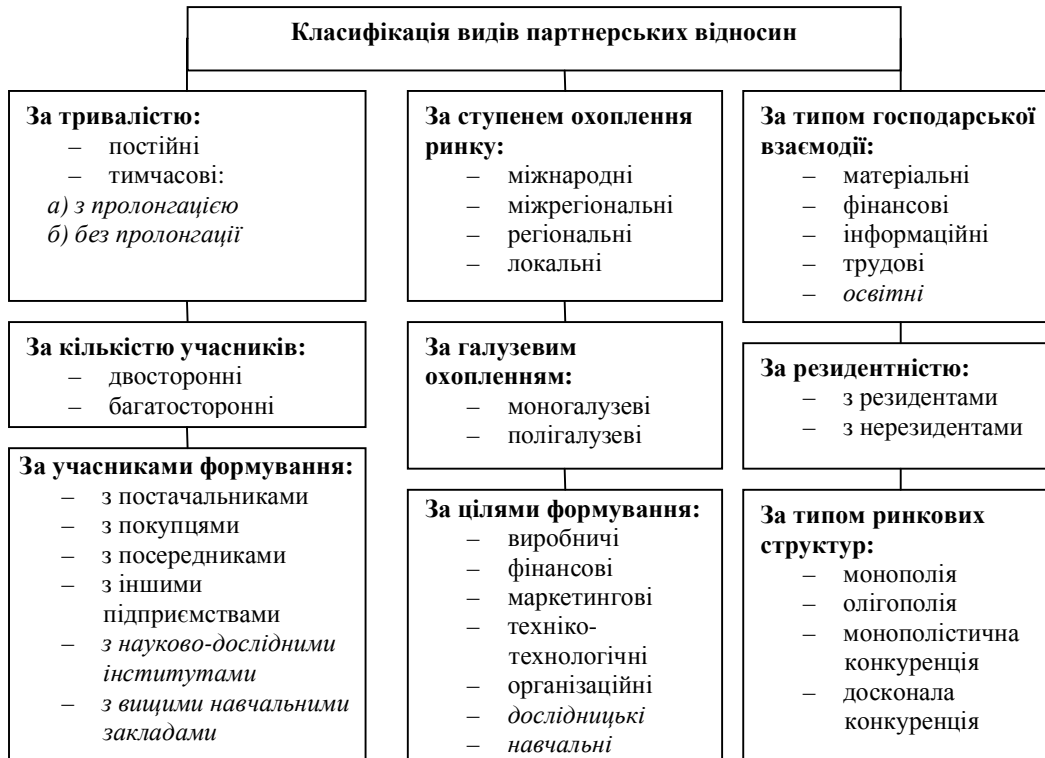 Класифікація видів партнерських відносин
За тривалістю:
– постійні
– тимчасові:
а) з пролонгацією
б) без пролонгації
За кількістю учасників:
– двосторонні
– багатосторонні
За учасниками формування:
– з постачальниками
– з покупцями
– з посередниками
– з іншими
підприємствами
– з науково-дослідними
інститутами
– з вищими навчальними
закладами
За ступенем охоплення
ринку:
– міжнародні
– міжрегіональні
– регіональні
– локальні
За галузевим
охопленням:
– моногалузеві
– полігалузеві
За цілями формування:
– виробничі
– фінансові
– маркетингові
– техніко-
технологічні
– організаційні
– дослідницькі
– навчальні
За типом господарської
взаємодії:
– матеріальні
– фінансові
– інформаційні
– трудові
– освітні
За резидентністю:
– з резидентами
– з нерезидентами
За типом ринкових
структур:
– монополія
– олігополія
– монополістична
конкуренція
– досконала
конкуренція